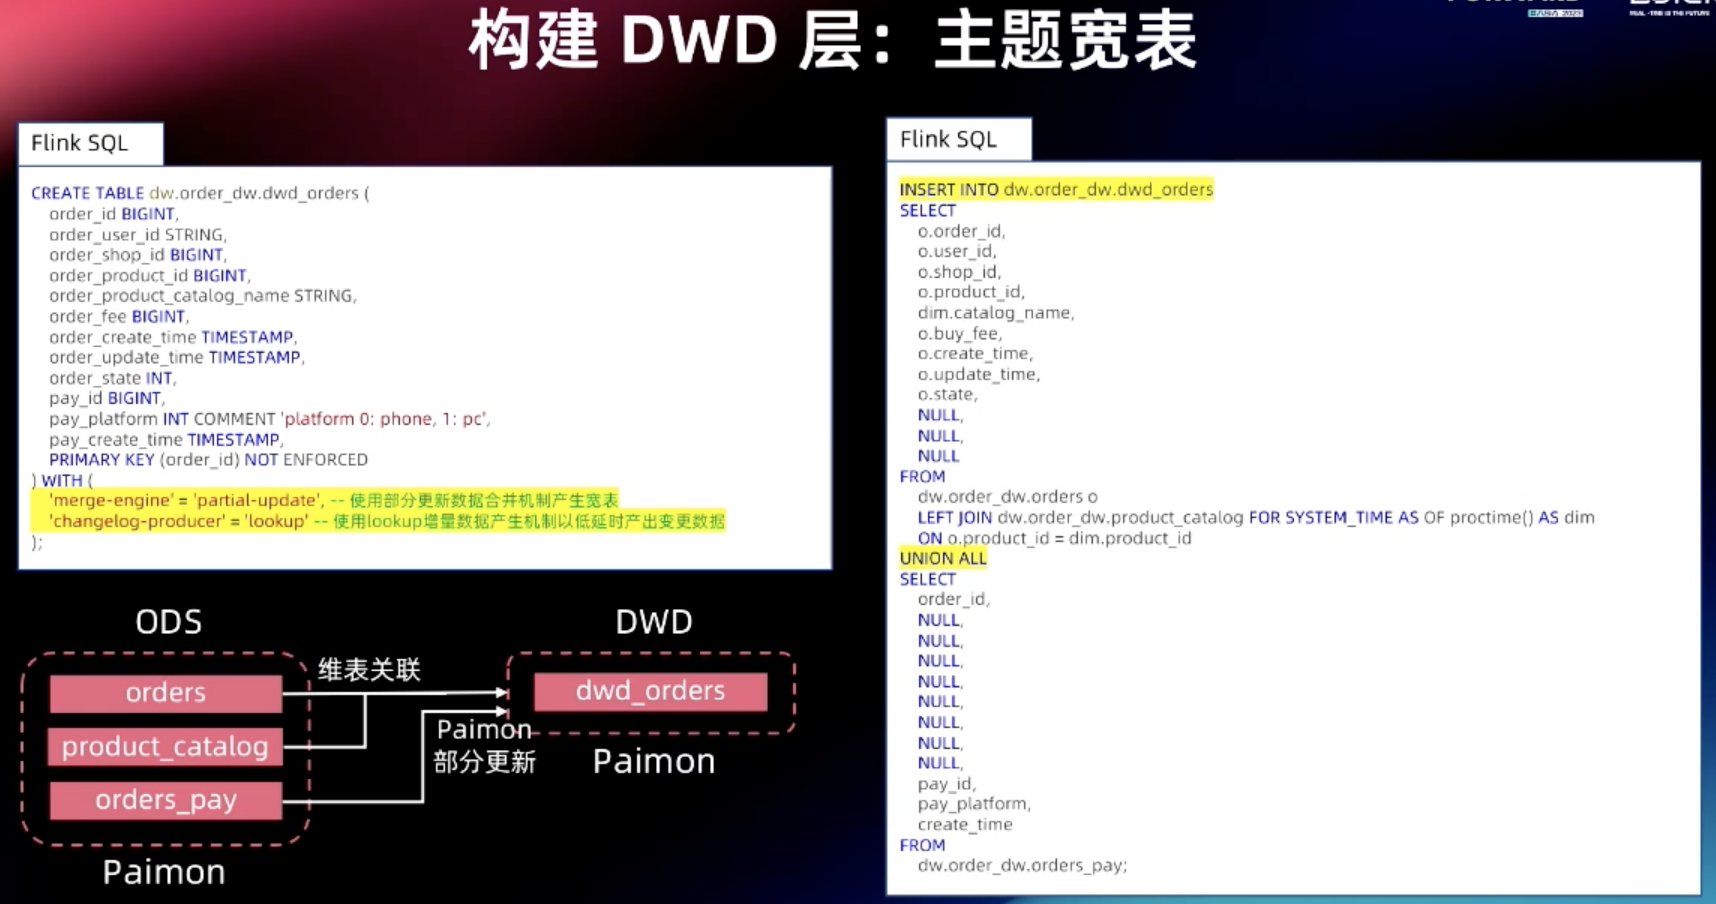 构建 DWD 层：主题宽表
Flink SQL
CREATE TABLE dw.order_dw.dwd_orders (
order_id BIGINT,
order_user_id STRING,
order_shop_id BIGINT,
order_product_id BIGINT,
order_product_catalog_name STRING,
order_fee BIGINT,
order_create_time TIMESTAMP,
order_update_time TIMESTAMP,
order_state INT,
pay_id BIGINT,
pay_platform INT COMMENT 'platform 0: phone, 1: pc',
pay_create_time TIMESTAMP,
PRIMARY KEY (order_id) NOT ENFORCED
) WITH (
'merge-engine' = 'partial-update', -- 使用部分更新数据合并机制产生宽表
'changelog-producer' = 'lookup' -- 使用lookup增量数据产生机制以低延时产出变更数据
);
ODS
orders
product_catalog
orders_pay
Paimon
维表关联
Paimon
部分更新
DWD
dwd_orders
Paimon
Flink SQL
INSERT INTO dw.order_dw.dwd_orders
SELECT
o.order_id,
o.user_id,
o.shop_id,
o.product_id,
dim.catalog_name,
o.buy_fee,
o.create_time,
o.update_time,
o.state,
NULL,
NULL,
NULL
FROM
dw.order_dw.orders o
LEFT JOIN dw.order_dw.product_catalog FOR SYSTEM_TIME AS OF proctime() AS dim
ON o.product_id = dim.product_id
UNION ALL
SELECT
order_id,
NULL,
NULL,
NULL,
NULL,
NULL,
NULL,
NULL,
NULL,
pay_id,
pay_platform,
create_time
FROM
dw.order_dw.orders_pay;